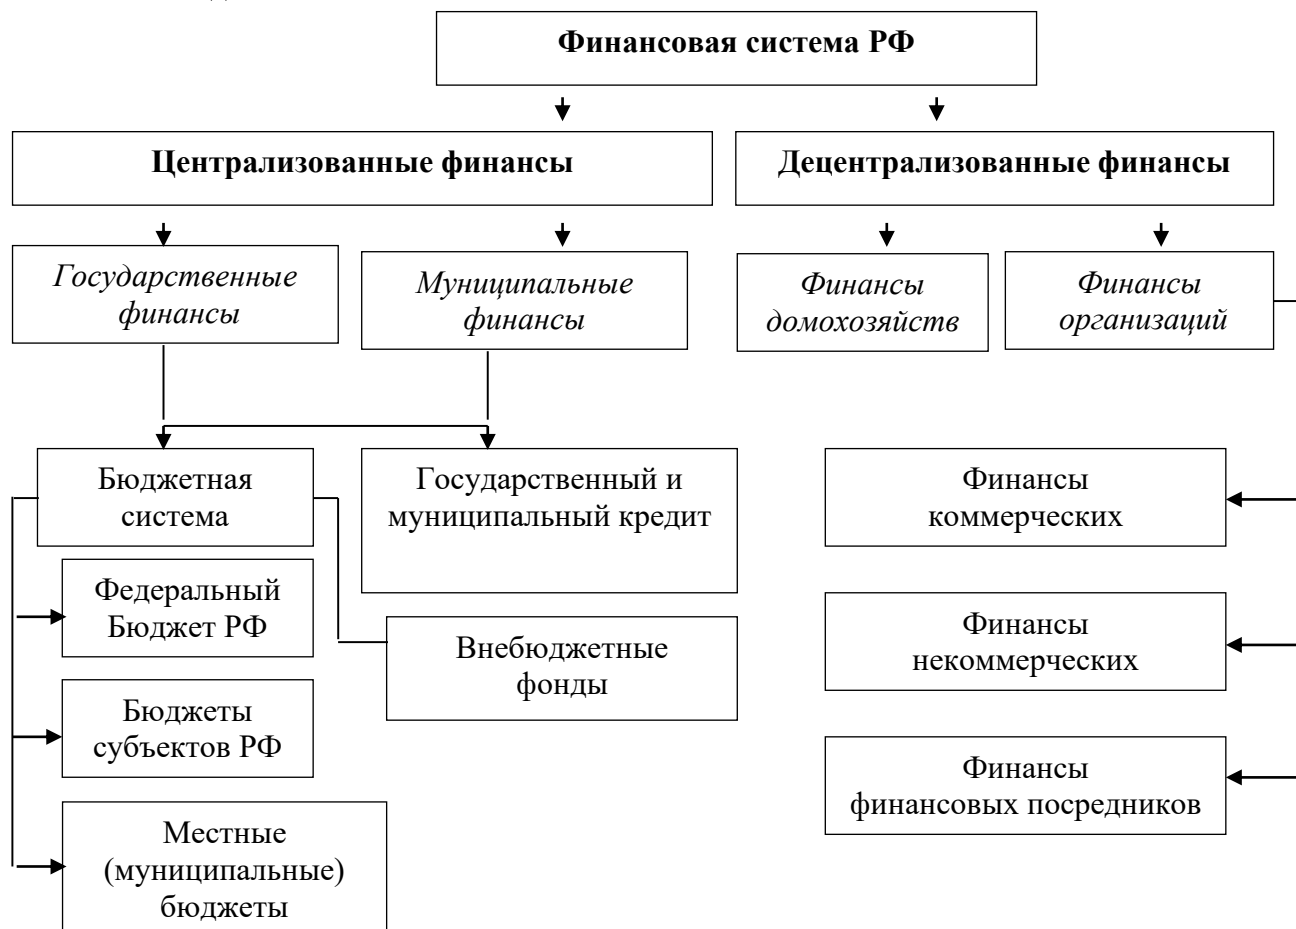 Финансовая система РФ
Централизованные финансы
Децентрализованные финансы
Государственные
финансы
Муниципальные
финансы
Финансы
домохозяйств
Финансы
организаций
Бюджетная
система
Государственный и
муниципальный кредит
Финансы
коммерческих
Федеральный
Бюджет РФ
Внебюджетные
фонды
Финансы
некоммерческих
Бюджеты
субъектов РФ
Финансы
финансовых посредников
Местные
(муниципальные)
бюджеты